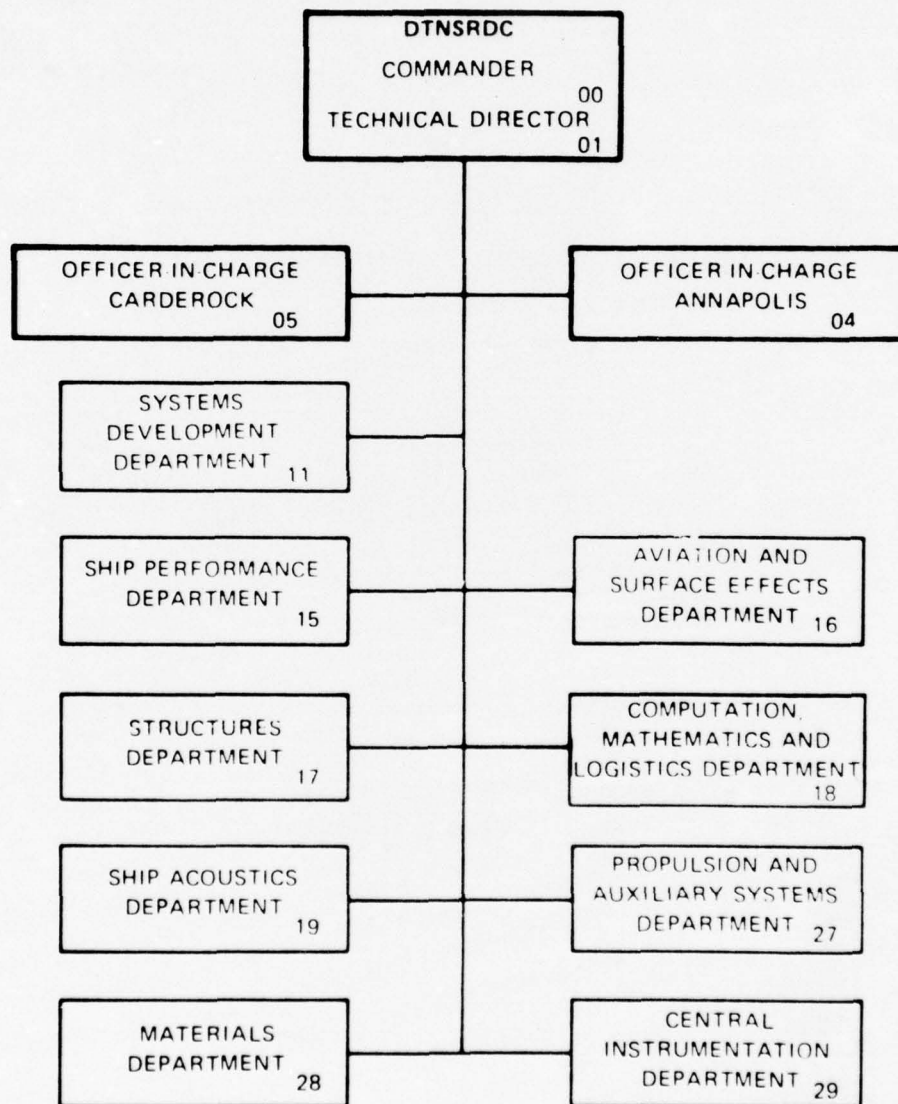 DTNSRDC
COMMANDER
00
TECHNICAL DIRECTOR
01
OFFICER-IN-CHARGE
CARDEROCK
05
OFFICER-IN-CHARGE
ANNAPOLIS
04
SYSTEMS
DEVELOPMENT
DEPARTMENT
11
SHIP PERFORMANCE
DEPARTMENT
15
AVIATION AND
SURFACE EFFECTS
DEPARTMENT
16
STRUCTURES
DEPARTMENT
17
COMPUTATION,
MATHEMATICS AND
LOGISTICS DEPARTMENT
18
SHIP ACOUSTICS
DEPARTMENT
19
PROPULSION AND
AUXILIARY SYSTEMS
DEPARTMENT
27
MATERIALS
DEPARTMENT
28
CENTRAL
INSTRUMENTATION
DEPARTMENT
29